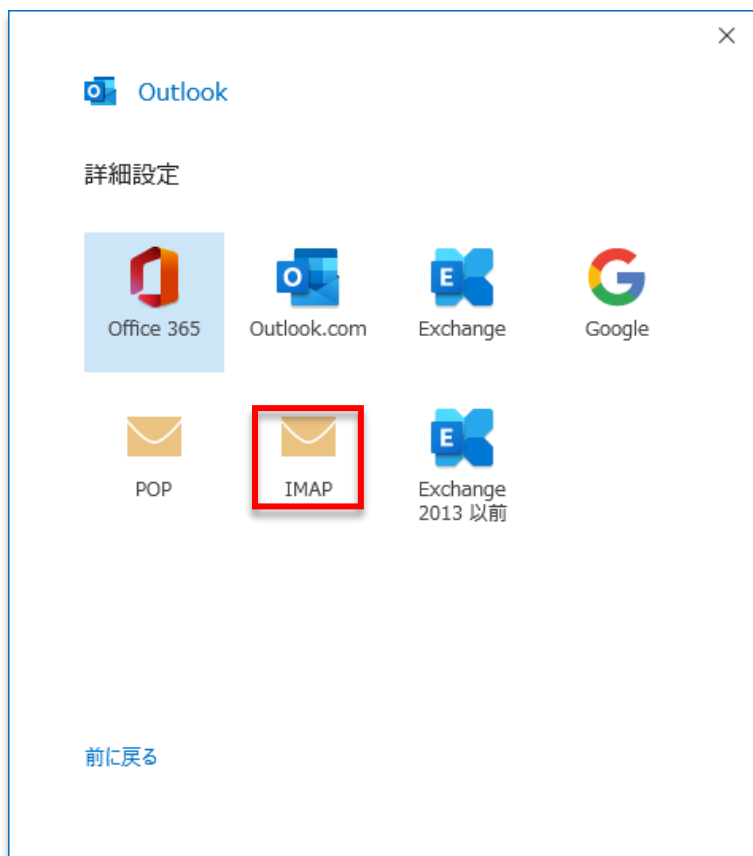 Outlook
詳細設定
Office 365
Outlook.com
Exchange
Google
POP
IMAP
Exchange
2013 以前
前に戻る